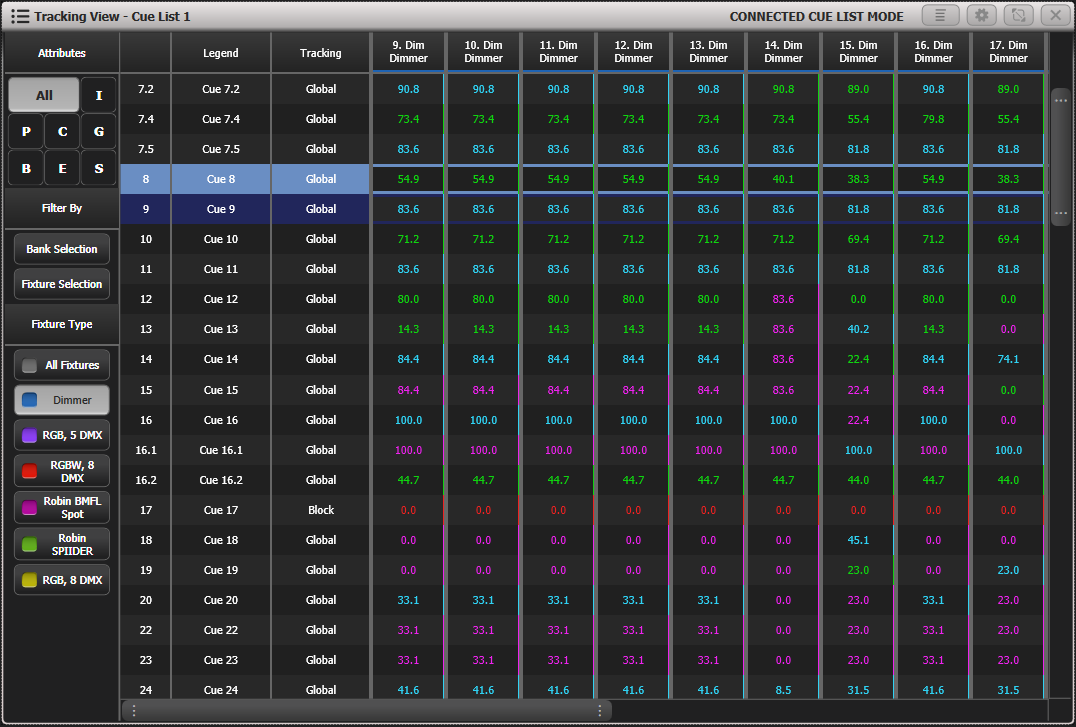 Tracking View - Cue List 1 CONNECTED CUE LIST MODE
Attributes Legend Tracking 9. Dim Dimmer 10. Dim Dimmer 11. Dim Dimmer 12. Dim Dimmer 13. Dim Dimmer 14. Dim Dimmer 15. Dim Dimmer 16. Dim Dimmer 17. Dim Dimmer
All I
P C G
B E S
Filter By
Bank Selection
Fixture Selection
Fixture Type
All Fixtures
Dimmer
RGB, 5 DMX
RGBW, 8
DMX
Robin BMFL
Spot
Robin
SPIIDER
RGB, 8 DMX
7.2 Cue 7.2 Global 90.8 90.8 90.8 90.8 90.8 90.8 89.0 90.8 89.0
7.4 Cue 7.4 Global 73.4 73.4 73.4 73.4 73.4 73.4 55.4 79.8 55.4
7.5 Cue 7.5 Global 83.6 83.6 83.6 83.6 83.6 83.6 81.8 83.6 81.8
8 Cue 8 Global 54.9 54.9 54.9 54.9 54.9 40.1 38.3 54.9 38.3
9 Cue 9 Global 83.6 83.6 83.6 83.6 83.6 83.6 81.8 83.6 81.8
10 Cue 10 Global 71.2 71.2 71.2 71.2 71.2 71.2 69.4 71.2 69.4
11 Cue 11 Global 83.6 83.6 83.6 83.6 83.6 83.6 81.8 83.6 81.8
12 Cue 12 Global 80.0 80.0 80.0 80.0 80.0 83.6 0.0 80.0 0.0
13 Cue 13 Global 14.3 14.3 14.3 14.3 14.3 83.6 40.2 14.3 0.0
14 Cue 14 Global 84.4 84.4 84.4 84.4 84.4 83.6 22.4 84.4 74.1
15 Cue 15 Global 84.4 84.4 84.4 84.4 84.4 83.6 22.4 84.4 0.0
16 Cue 16 Global 100.0 100.0 100.0 100.0 100.0 100.0 22.4 100.0 0.0
16.1 Cue 16.1 Global 100.0 100.0 100.0 100.0 100.0 100.0 100.0 100.0 100.0
16.2 Cue 16.2 Global 44.7 44.7 44.7 44.7 44.7 44.7 44.0 44.7 44.0
17 Cue 17 Block 0.0 0.0 0.0 0.0 0.0 0.0 0.0 0.0 0.0
18 Cue 18 Global 0.0 0.0 0.0 0.0 0.0 0.0 45.1 0.0 0.0
19 Cue 19 Global 0.0 0.0 0.0 0.0 0.0 0.0 23.0 0.0 23.0
20 Cue 20 Global 33.1 33.1 33.1 33.1 33.1 0.0 23.0 33.1 23.0
22 Cue 22 Global 33.1 33.1 33.1 33.1 33.1 0.0 23.0 33.1 23.0
23 Cue 23 Global 33.1 33.1 33.1 33.1 33.1 0.0 23.0 33.1 23.0
24 Cue 24 Global 41.6 41.6 41.6 41.6 41.6 8.5 31.5 41.6 31.5